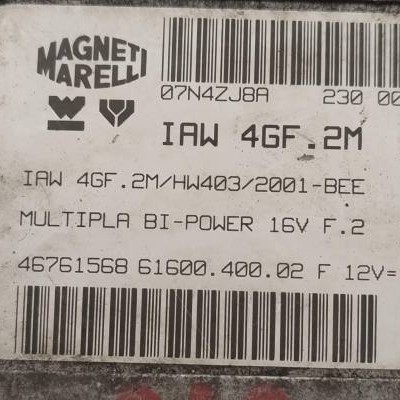 MAGNETI
MARELLI
07N4ZJ8A 230 00
IAW 4GF.2M
IAW 4GF.2M/HW403/2001-BEE
MULTIPLA BI-POWER 16V F.2
46761568 61600.400.02 F 12V=